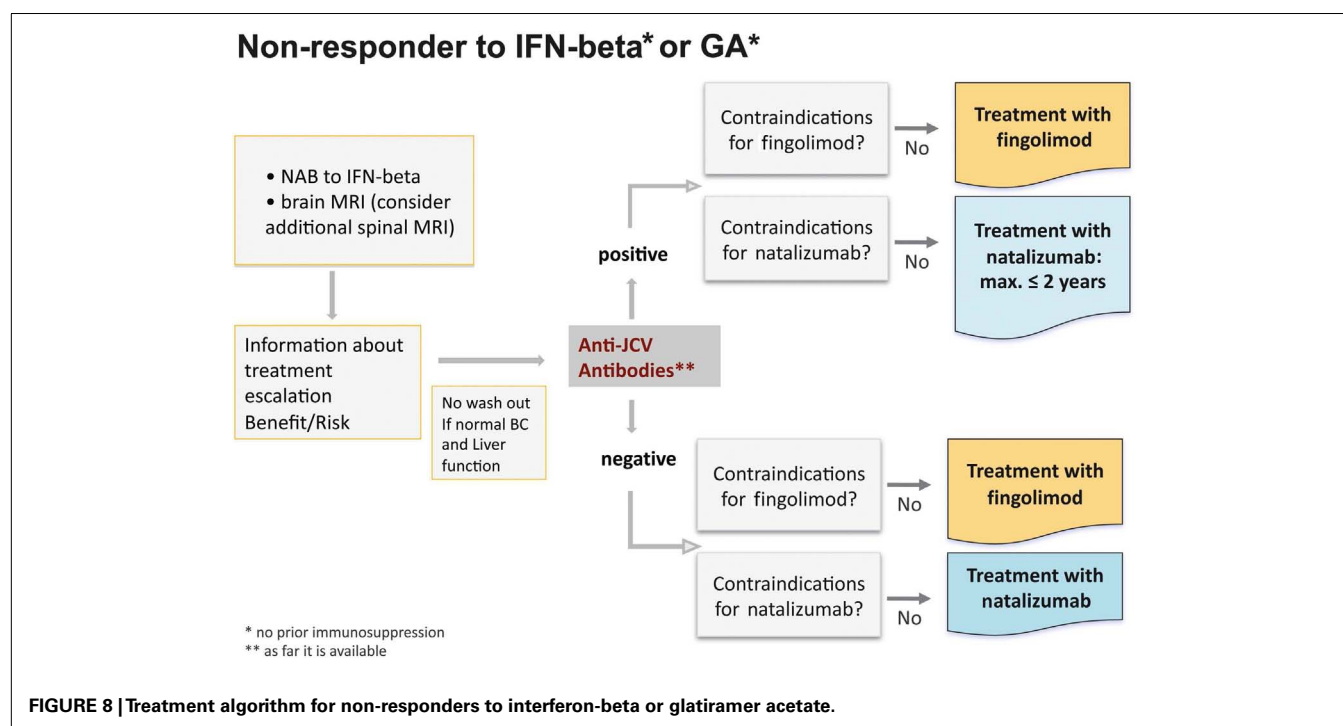 Non-responder to IFN-beta* or GA*
• NAB to IFN-beta
• brain MRI (consider
additional spinal MRI)
Information about
treatment
escalation
Benefit/Risk
No wash out
If normal BC
and Liver
function
Anti-JCV
Antibodies**
positive
negative
Contraindications
for fingolimod?
No
Treatment with
fingolimod
Contraindications
for natalizumab?
No
Treatment with
natalizumab:
max. ≤ 2 years
Contraindications
for fingolimod?
No
Treatment with
fingolimod
Contraindications
for natalizumab?
No
Treatment with
natalizumab
* no prior immunosuppression
** as far it is available
FIGURE 8 | Treatment algorithm for non-responders to interferon-beta or glatiramer acetate.